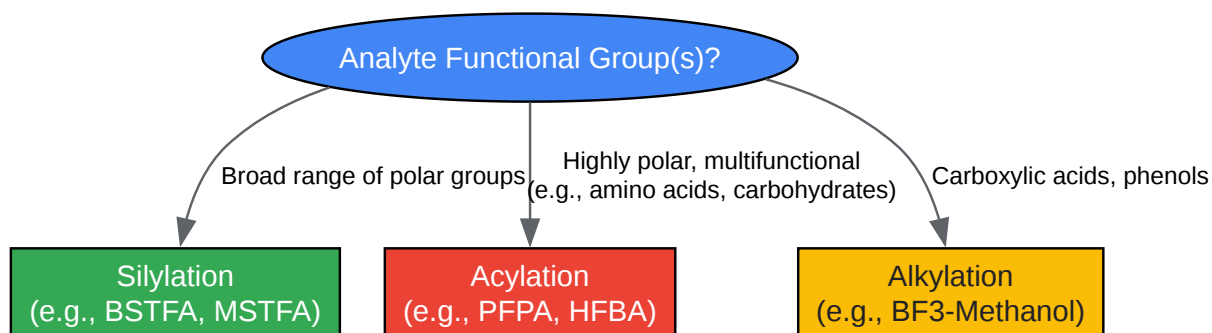 Analyte Functional Group(s)?
Broad range of polar groups
Highly polar, multifunctional
(e.g., amino acids, carbohydrates)
Carboxylic acids, phenols
Silylation
(e.g., BSTFA, MSTFA)
Acylation
(e.g., PFPA, HFBA)
Alkylation
(e.g., BF3-Methanol)